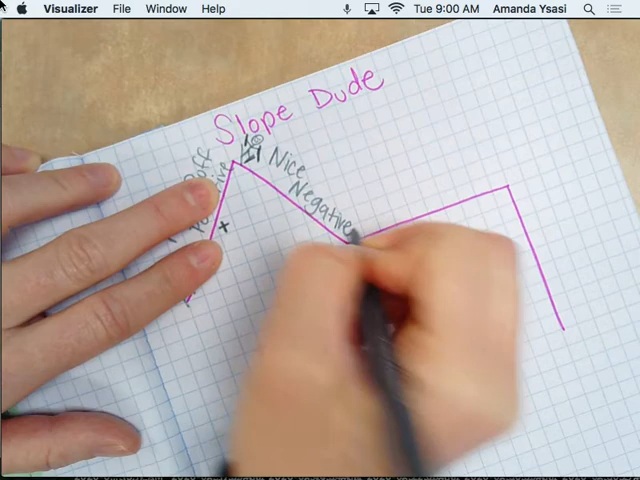 Visualizer File Window Help Tue 9:00 AM Amanda Ysasi
Slope Dude
Nice
Negative
+